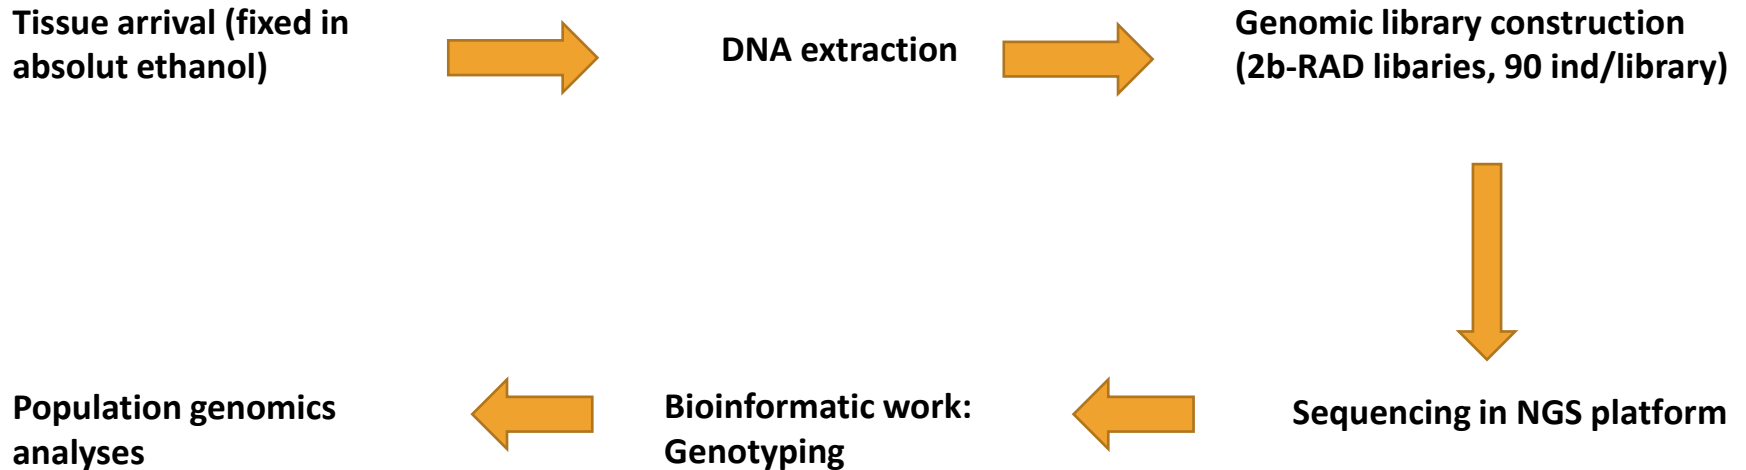 Tissue arrival (fixed in
absolut ethanol)
DNA extraction
Genomic library construction
(2b-RAD libaries, 90 ind/library)
Sequencing in NGS platform
Bioinformatic work:
Genotyping
Population genomics
analyses